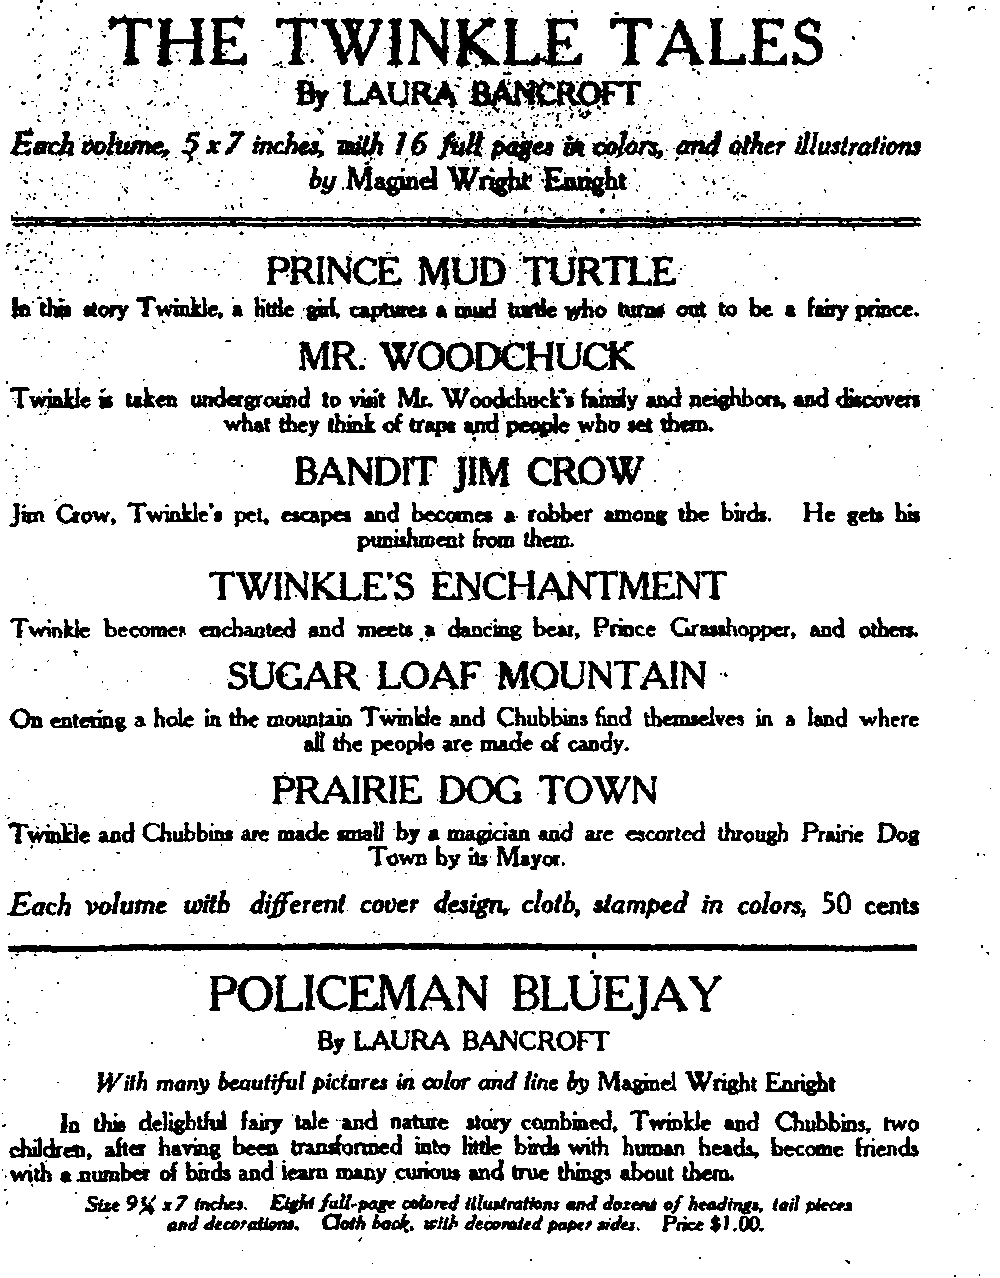 THE TWINKLE TALES
By LAURA BANCROFT
Each volume, 5 x 7 inches, with 16 full pages in colors, and other illustrations
by Maginel Wright Enright
PRINCE MUD TURTLE
In this story Twinkle, a little girl, captures a mud turtle who turns out to be a fairy prince.
MR. WOODCHUCK
Twinkle is taken underground to visit Mr. Woodchuck's family and neighbors, and discovers
what they think of traps and people who set them.
BANDIT JIM CROW
Jim Crow, Twinkle's pet, escapes and becomes a robber among the birds. He gets his
punishment from them.
TWINKLE'S ENCHANTMENT
Twinkle becomes enchanted and meets a dancing bear, Prince Grasshopper, and others.
SUGAR LOAF MOUNTAIN
On entering a hole in the mountain Twinkle and Chubbins find themselves in a land where
all the people are made of candy.
PRAIRIE DOG TOWN
Twinkle and Chubbins are made small by a magician and are escorted through Prairie Dog
Town by its Mayor.
Each volume with different cover design, cloth, stamped in colors, 50 cents
POLICEMAN BLUEJAY
By LAURA BANCROFT
With many beautiful pictures in color and line by Maginel Wright Enright
In this delightful fairy tale and nature story combined, Twinkle and Chubbins, two
children, after having been transformed into little birds with human heads, become friends
with a number of birds and learn many curious and true things about them.
Size 9¼ x 7 inches. Eight full-page colored illustrations and dozens of headings, tail pieces
and decorations. Cloth back, with decorated paper sides. Price $1.00.